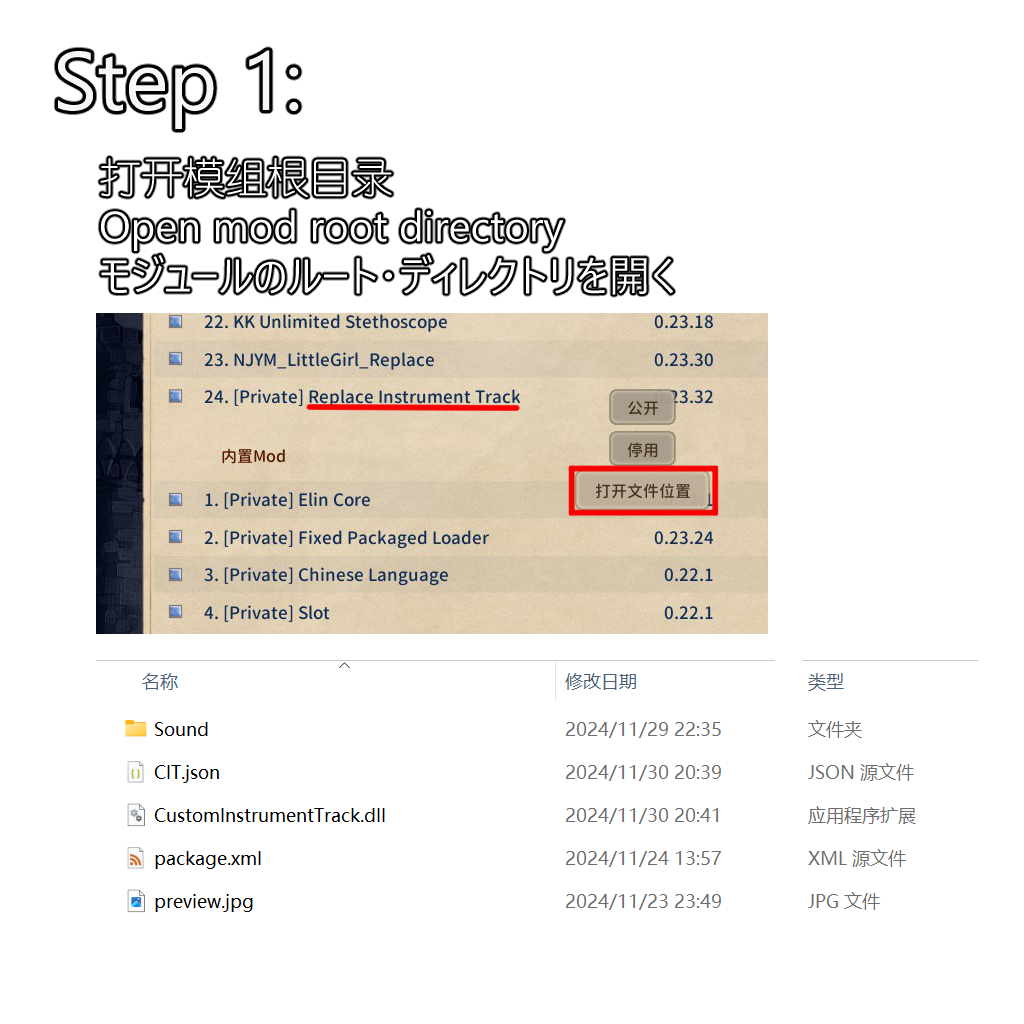 Step 1:
打开模组根目录
Open mod root directory
モジュールのルート・ディレクトリを開く
22. KK Unlimited Stethoscope 0.23.18
23. NJYM_LittleGirl_Replace 0.23.30
24. [Private] Replace Instrument Track 23.32
公开
停用
内置Mod
打开文件位置
1. [Private] Elin Core 1
2. [Private] Fixed Packaged Loader 0.23.24
3. [Private] Chinese Language 0.22.1
4. [Private] Slot 0.22.1
名称 修改日期 类型
Sound 2024/11/29 22:35 文件夹
CIT.json 2024/11/30 20:39 JSON 源文件
CustomInstrumentTrack.dll 2024/11/30 20:41 应用程序扩展
package.xml 2024/11/24 13:57 XML 源文件
preview.jpg 2024/11/23 23:49 JPG 文件